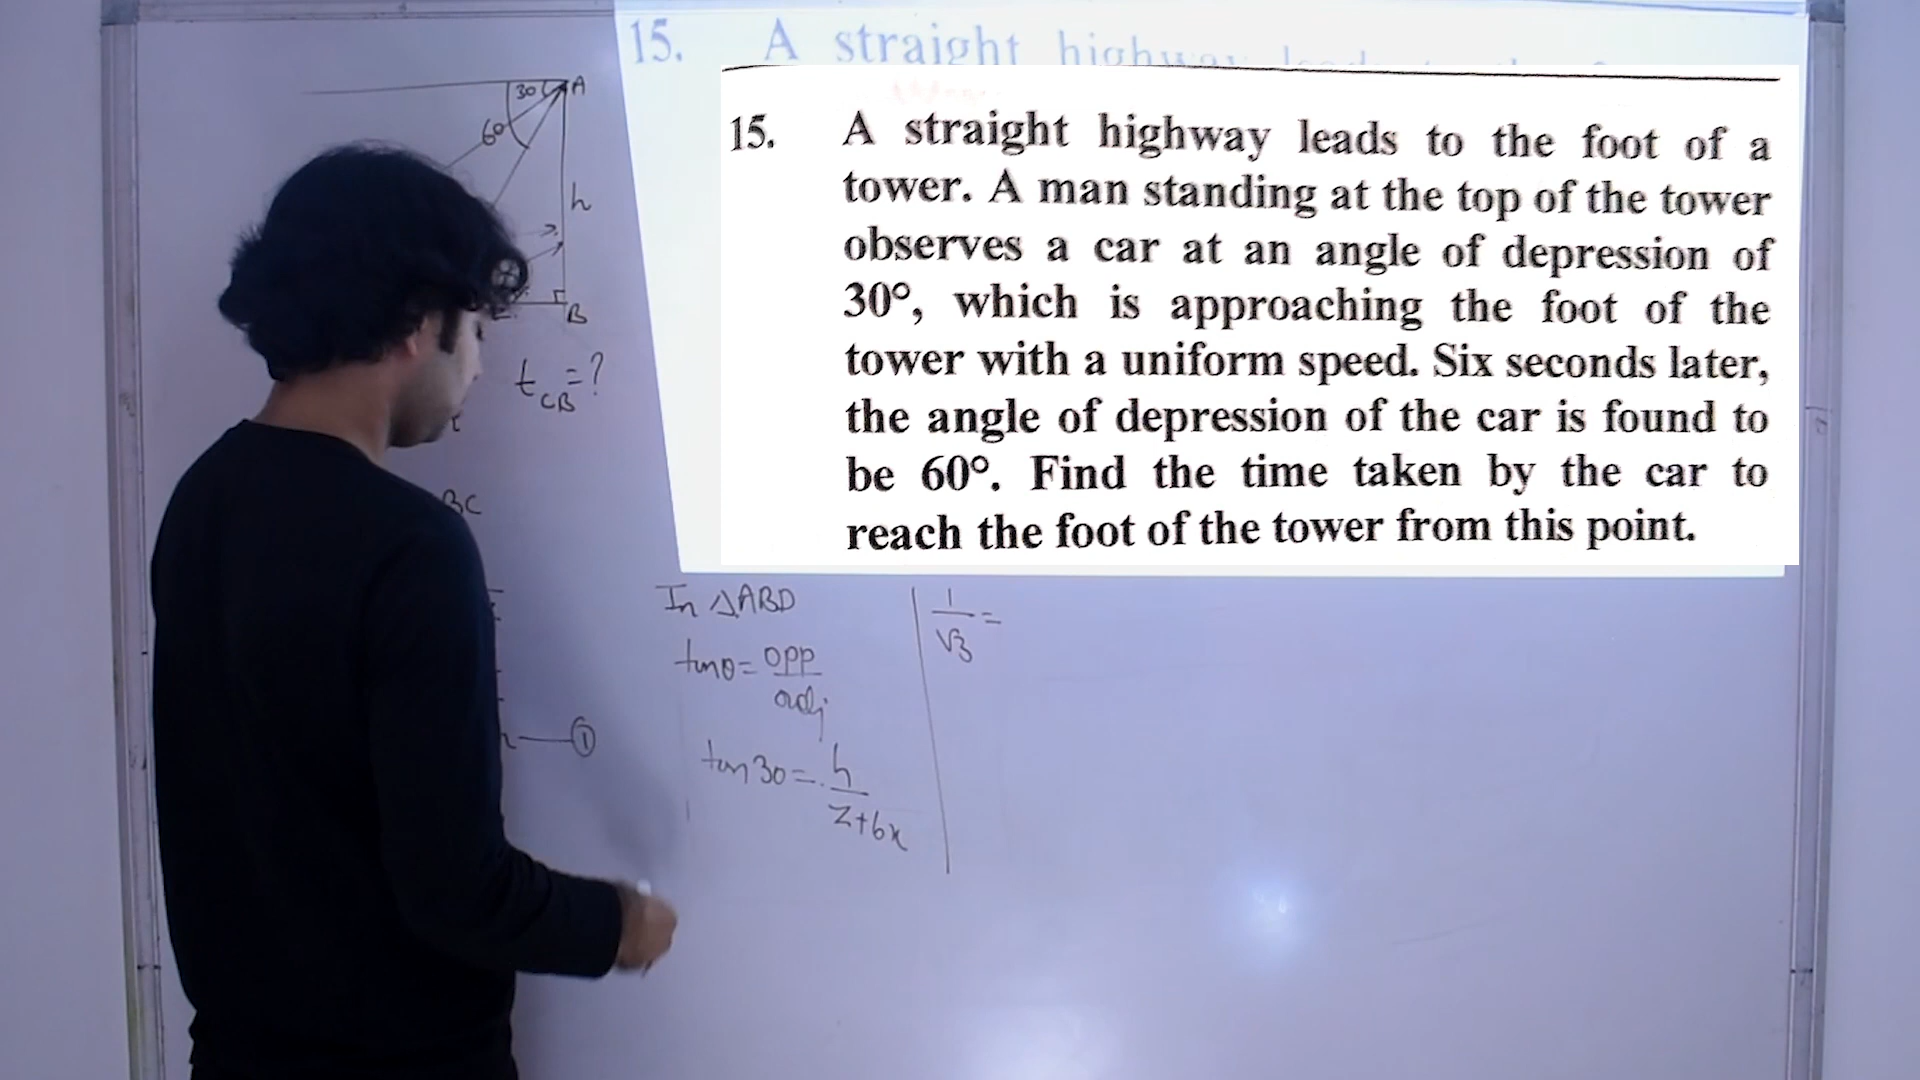 15. A straight
30 A
60
h
B
t CB = ?
BC
①
15. A straight highway leads to the foot of a
tower. A man standing at the top of the tower
observes a car at an angle of depression of
30°, which is approaching the foot of the
tower with a uniform speed. Six seconds later,
the angle of depression of the car is found to
be 60°. Find the time taken by the car to
reach the foot of the tower from this point.
In △ABD
tanθ = opp
adj
tan 30 = h
z+6x
1
√3 =